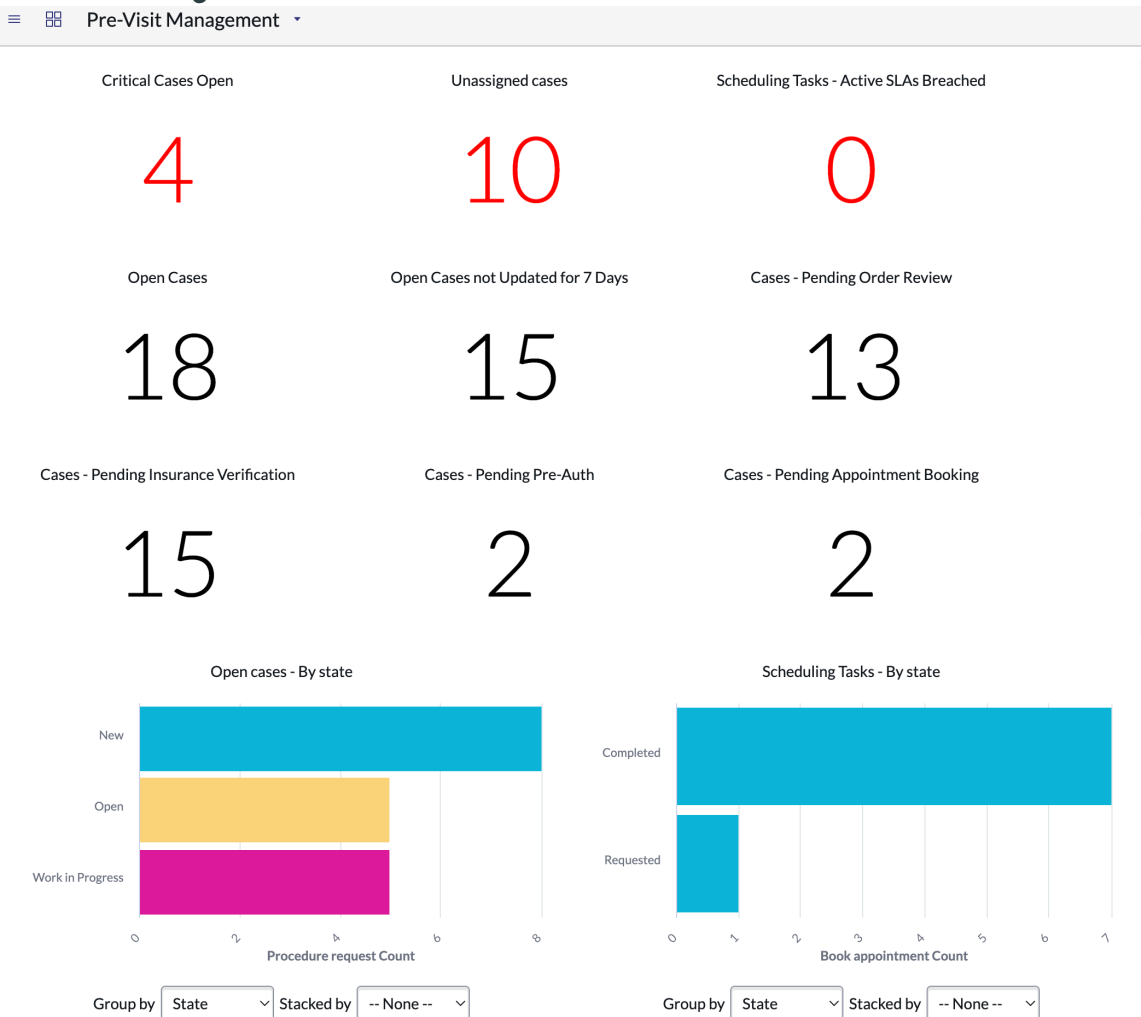 Pre-Visit Management
Critical Cases Open
Unassigned cases
Scheduling Tasks - Active SLAs Breached
4
10
0
Open Cases
Open Cases not Updated for 7 Days
Cases - Pending Order Review
18
15
13
Cases - Pending Insurance Verification
Cases - Pending Pre-Auth
Cases - Pending Appointment Booking
15
2
2
Open cases - By state
New
Open
Work in Progress
0 2 4 6 8
Procedure request Count
Group by State Stacked by -- None --
Scheduling Tasks - By state
Completed
Requested
0 1 2 3 4 5 6 7
Book appointment Count
Group by State Stacked by -- None --